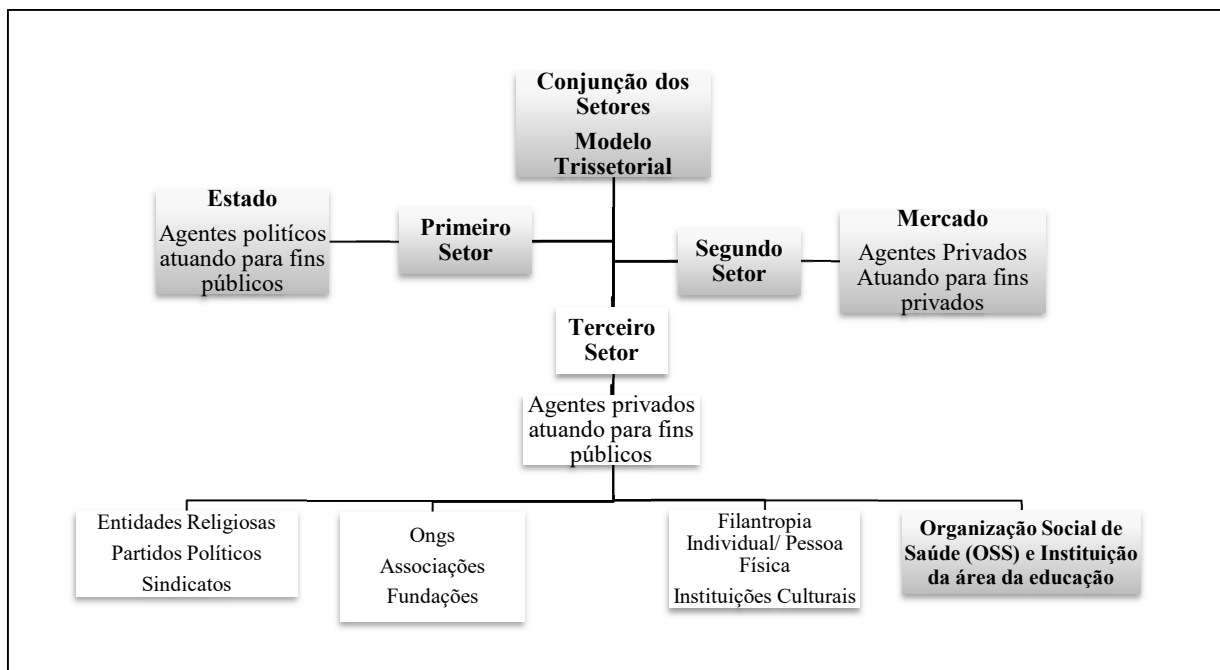 Conjunção dos
Setores
Modelo
Trissetorial
Estado
Agentes politícos
atuando para fins
públicos
Primeiro
Setor
Segundo
Setor
Mercado
Agentes Privados
Atuando para fins
privados
Terceiro
Setor
Agentes privados
atuando para fins
públicos
Entidades Religiosas
Partidos Políticos
Sindicatos
Ongs
Associações
Fundações
Filantropia
Individual/ Pessoa
Física
Instituições Culturais
Organização Social de
Saúde (OSS) e Instituição
da área da educação